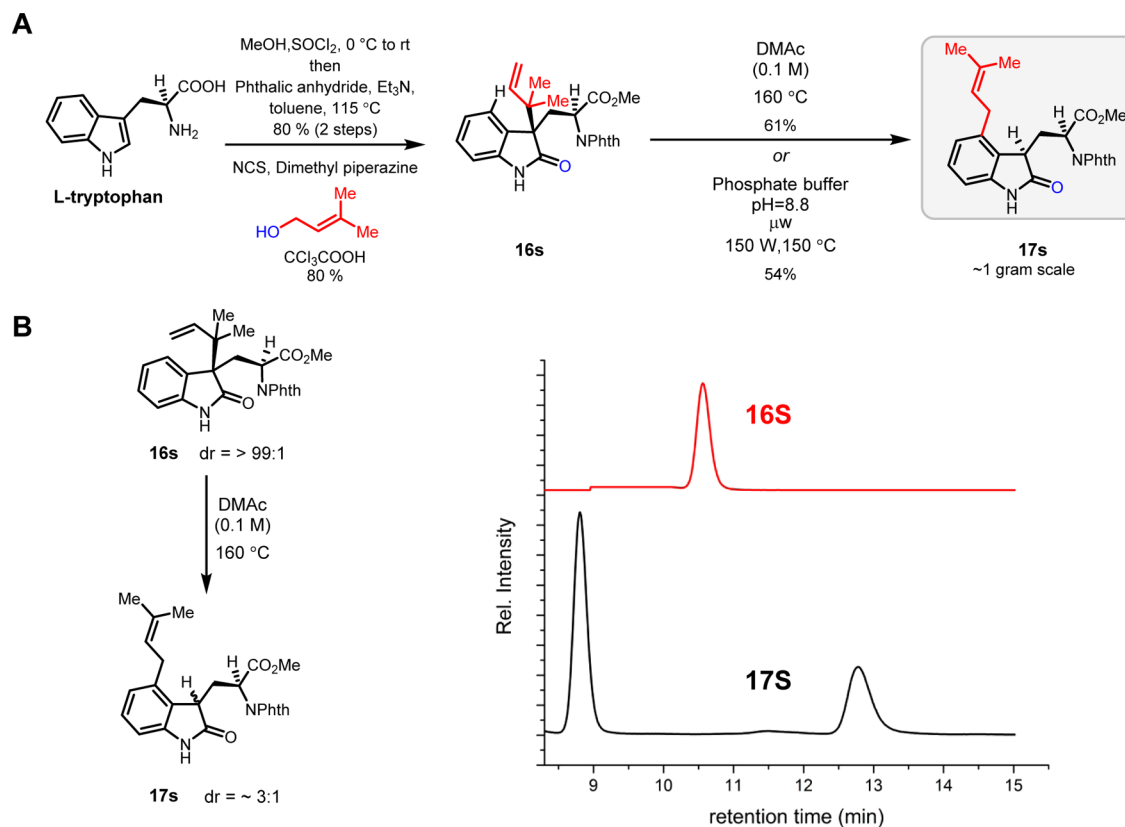 A
MeOH,SOCl₂, 0 °C to rt
then
Phthalic anhydride, Et₃N,
toluene, 115 °C
80 % (2 steps)
NCS, Dimethyl piperazine
HO
Me
Me
CCl₃COOH
80 %
H
COOH
NH₂
N
H
L-tryptophan
Me
Me
H
H
CO₂Me
NPhth
N
H
O
16s
DMAc
(0.1 M)
160 °C
61%
or
Phosphate buffer
pH=8.8
μw
150 W,150 °C
54%
Me
Me
H
H
CO₂Me
NPhth
N
H
O
17s
~1 gram scale
B
Me
Me
H
CO₂Me
NPhth
N
H
O
16s dr = > 99:1
DMAc
(0.1 M)
160 °C
Me
Me
H
H
CO₂Me
NPhth
N
H
O
17s dr = ~ 3:1
Rel. Intensity
16S
17S
9 10 11 12 13 14 15
retention time (min)